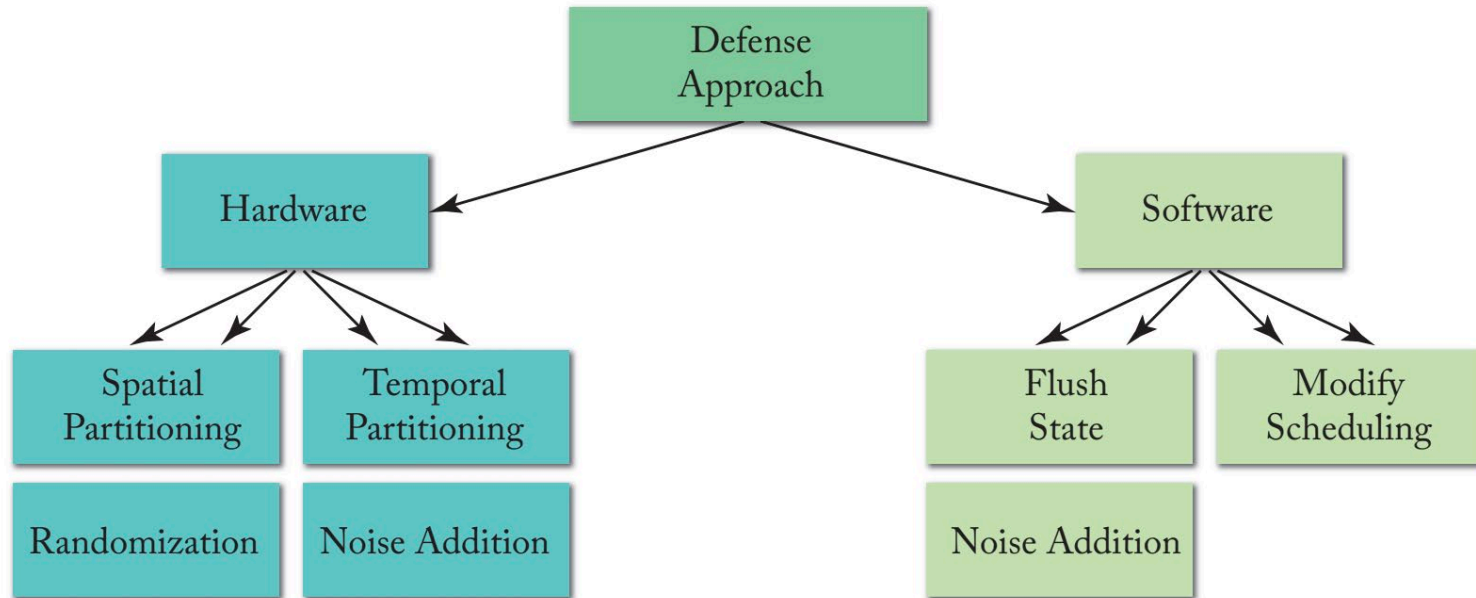 Defense
Approach
Hardware
Software
Spatial
Partitioning
Temporal
Partitioning
Flush
State
Modify
Scheduling
Randomization
Noise Addition
Noise Addition